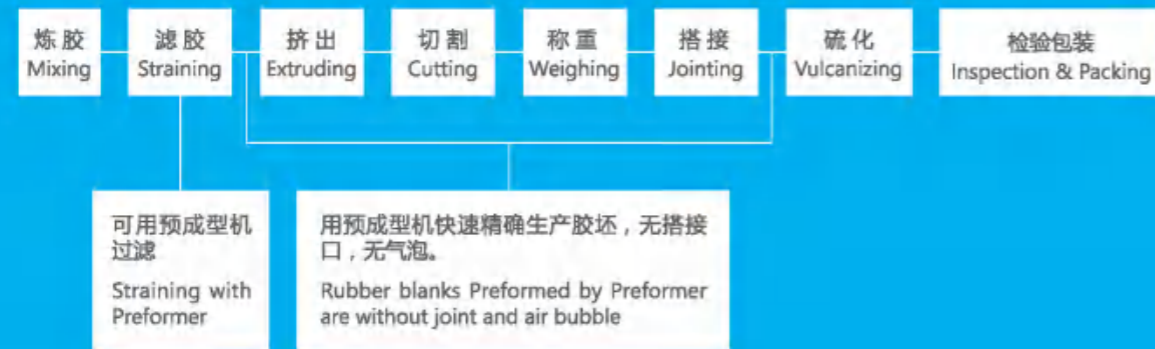 炼胶
Mixing
滤胶
Straining
挤出
Extruding
切割
Cutting
称重
Weighing
搭接
Jointing
硫化
Vulcanizing
检验包装
Inspection & Packing
可用预成型机
过滤
Straining with
Preformer
用预成型机快速精确生产胶坯，无搭接
口，无气泡。
Rubber blanks Preformed by Preformer
are without joint and air bubble